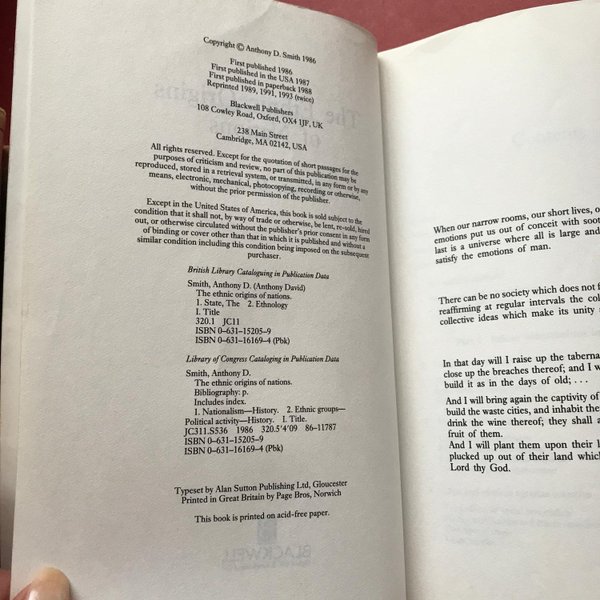 Copyright © Anthony D. Smith 1986
First published 1986
First published in the USA 1987
First published in paperback 1988
Reprinted 1989, 1991, 1993 (twice)
Blackwell Publishers
108 Cowley Road, Oxford, OX4 1JF, UK
238 Main Street
Cambridge, MA 02142, USA
All rights reserved. Except for the quotation of short passages for the
purposes of criticism and review, no part of this publication may be
reproduced, stored in a retrieval system, or transmitted, in any form or by any
means, electronic, mechanical, photocopying, recording or otherwise,
without the prior permission of the publisher.
Except in the United States of America, this book is sold subject to the
condition that it shall not, by way of trade or otherwise, be lent, re-sold, hired
out, or otherwise circulated without the publisher's prior consent in any form
of binding or cover other than that in which it is published and without a
similar condition including this condition being imposed on the subsequent
purchaser.
British Library Cataloguing in Publication Data
Smith, Anthony D. (Anthony David)
The ethnic origins of nations.
1. State, The 2. Ethnology
I. Title
320.1 JC11
ISBN 0-631-15205-9
ISBN 0-631-16169-4 (Pbk)
Library of Congress Cataloging in Publication Data
Smith, Anthony D.
The ethnic origins of nations.
Bibliography: p.
Includes index.
1. Nationalism—History. 2. Ethnic groups—
Political activity—History. I. Title.
JC311.S536 1986 320.5'4'09 86-11787
ISBN 0-631-15205-9
ISBN 0-631-16169-4 (Pbk)
Typeset by Alan Sutton Publishing Ltd, Gloucester
Printed in Great Britain by Page Bros, Norwich
This book is printed on acid-free paper.
When our narrow rooms, our short lives,
emotions put us out of conceit with
last is a universe where all is large and
satisfy the emotions of man.
There can be no society which does not
reaffirming at regular intervals the
collective ideas which make its unity
In that day will I raise up the
close up the breaches thereof; and I
build it as in the days of old; . . .
And I will bring again the captivity of
build the waste cities, and inhabit
drink the wine thereof; they shall
fruit of them.
And I will plant them upon their
plucked up out of their land which
Lord thy God.